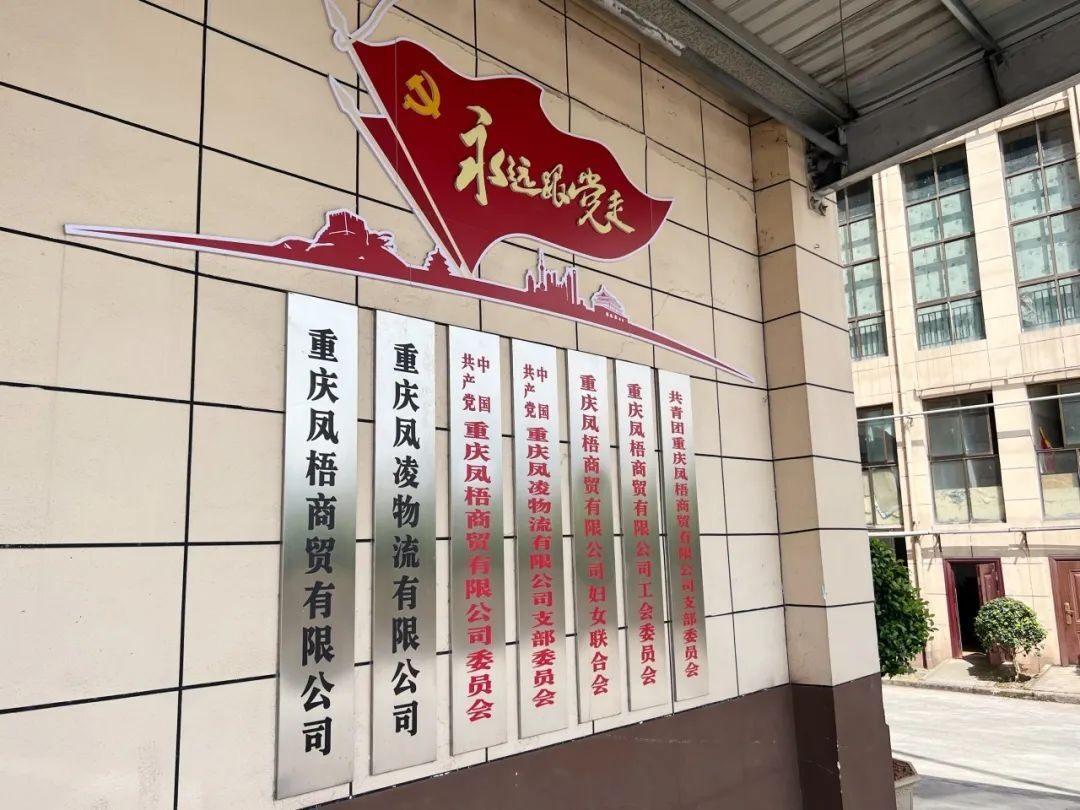 永远跟党走
重庆凤梧商贸有限公司
重庆凤凌物流有限公司
中国共产党重庆凤梧商贸有限公司委员会
中国共产党重庆凤凌物流有限公司支部委员会
重庆凤梧商贸有限公司妇女联合会
重庆凤梧商贸有限公司工会委员会
共青团重庆凤梧商贸有限公司支部委员会